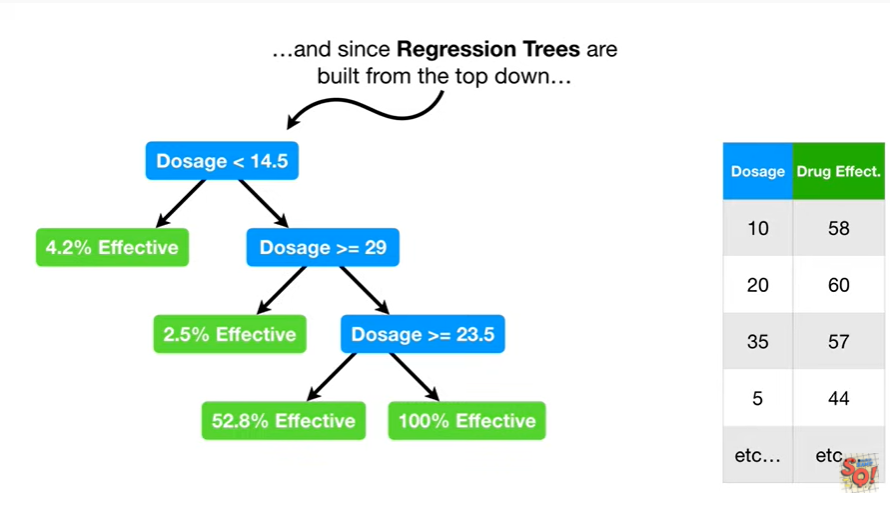 …and since Regression Trees are
built from the top down…
Dosage < 14.5
4.2% Effective
Dosage >= 29
2.5% Effective
Dosage >= 23.5
52.8% Effective
100% Effective
Dosage Drug Effect.
10 58
20 60
35 57
5 44
etc… etc…
SQ!